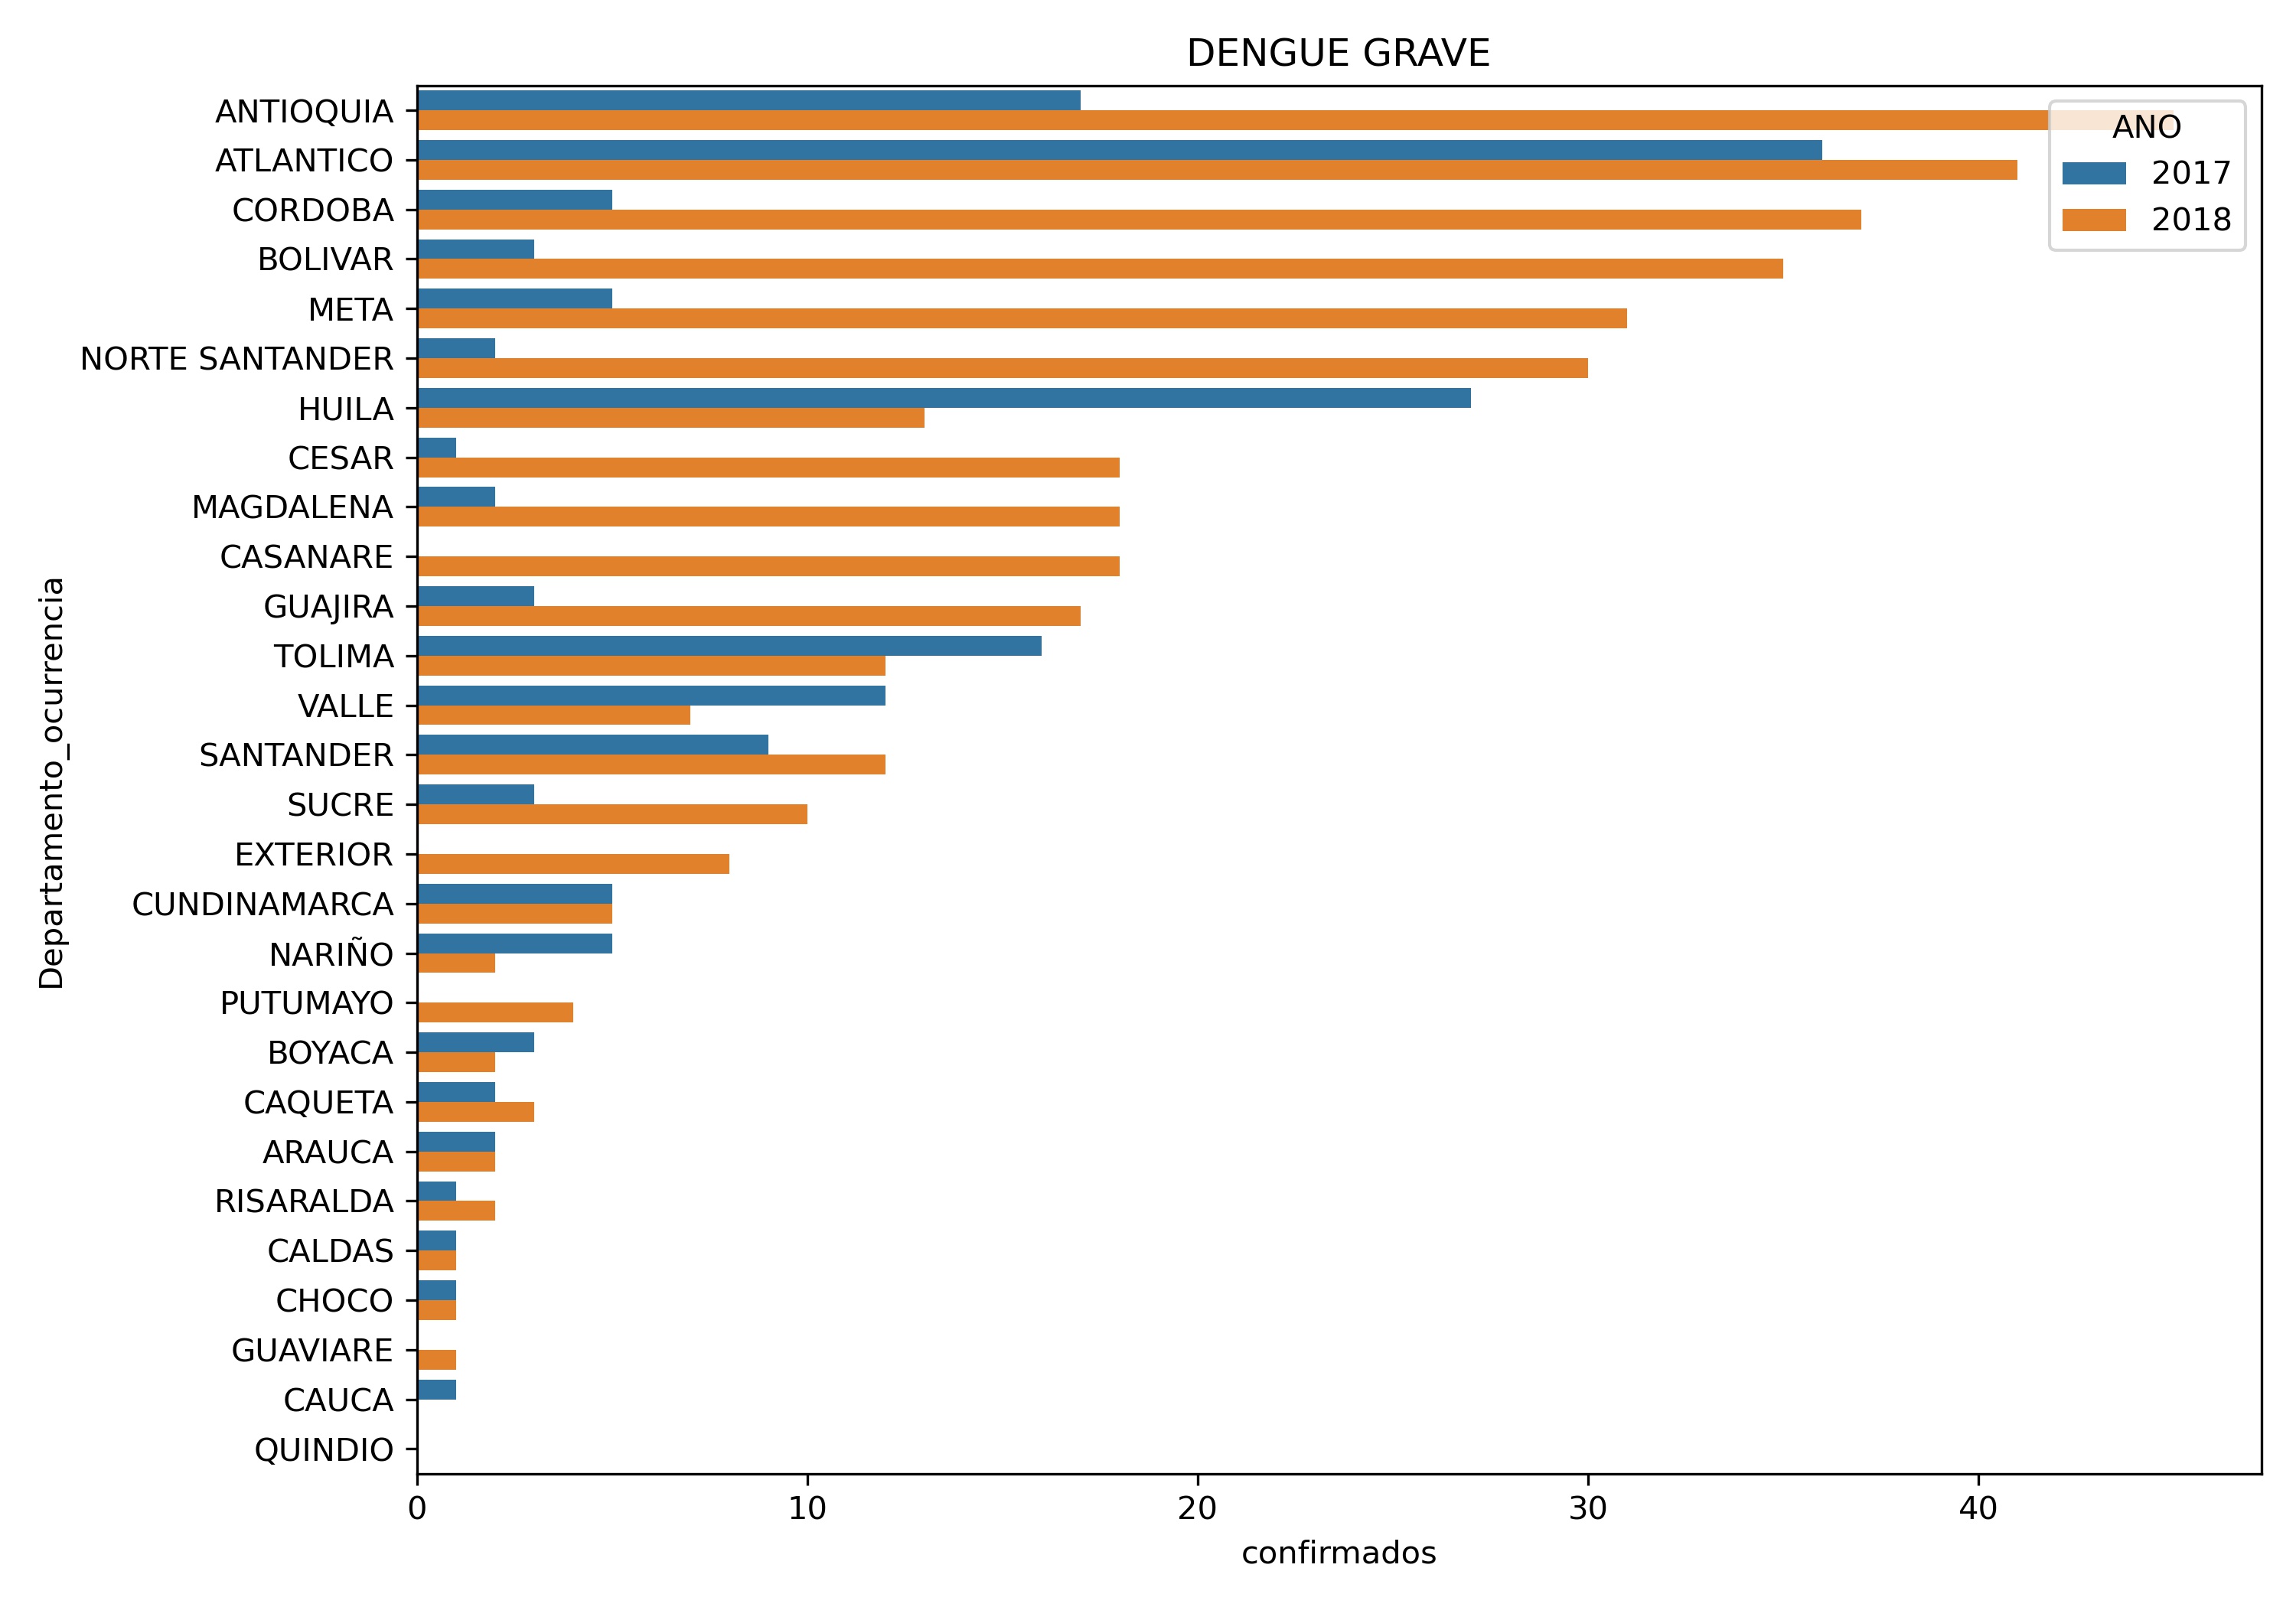 DENGUE GRAVE
ANTIOQUIA
ATLANTICO
CORDOBA
BOLIVAR
META
NORTE SANTANDER
HUILA
CESAR
MAGDALENA
CASANARE
GUAJIRA
TOLIMA
VALLE
SANTANDER
SUCRE
EXTERIOR
CUNDINAMARCA
NARIÑO
PUTUMAYO
BOYACA
CAQUETA
ARAUCA
RISARALDA
CALDAS
CHOCO
GUAVIARE
CAUCA
QUINDIO
Departamento_ocurrencia
ANO
2017
2018
0 10 20 30 40
confirmados